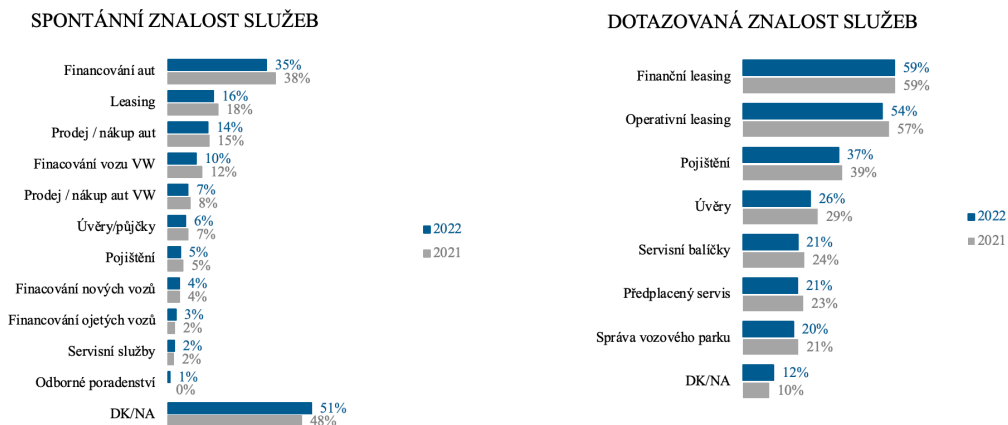 SPONTÁNNÍ ZNALOST SLUŽEB
Financování aut 35% 38%
Leasing 16% 18%
Prodej / nákup aut 14% 15%
Finacování vozu VW 10% 12%
Prodej / nákup aut VW 7% 8%
Úvěry/půjčky 6% 7%
Pojištění 5% 5%
Finacování nových vozů 4% 4%
Financování ojetých vozů 3% 2%
Servisní služby 2% 2%
Odborné poradenství 1% 0%
DK/NA 51% 48%
2022
2021
DOTAZOVANÁ ZNALOST SLUŽEB
Finanční leasing 59% 59%
Operativní leasing 54% 57%
Pojištění 37% 39%
Úvěry 26% 29%
Servisní balíčky 21% 24%
Předplacený servis 21% 23%
Správa vozového parku 20% 21%
DK/NA 12% 10%
2022
2021